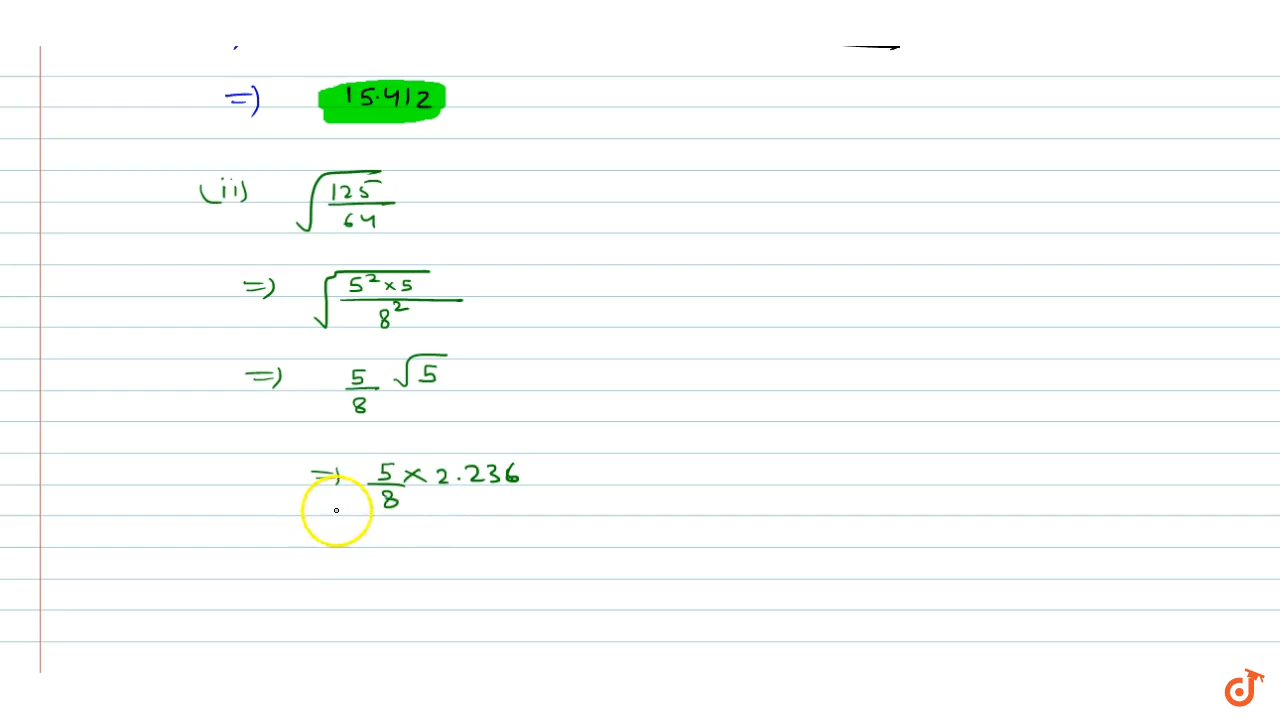 =) 15.412
(ii) √(125/64)
=) √(5² × 5/8²)
=) 5/8 √5
=) 5/8 × 2.236